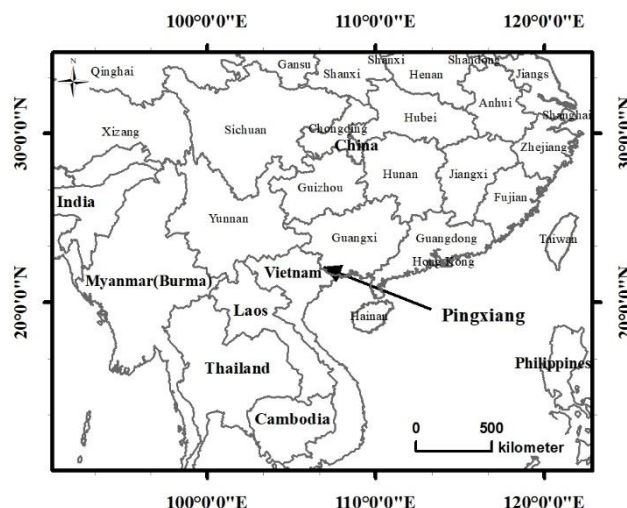 100°0'0"E
110°0'0"E
120°0'0"E
30°0'0"N
20°0'0"N
30°0'0"N
20°0'0"N
Qinghai
Gansu
Shanxi
Shanxi
Henan
Shandong
Jiangs
Anhui
Shanghai
Xizang
Sichuan
Chongqing
Hubei
China
Zhejiang
Guizhou
Hunan
Jiangxi
India
Fujian
Yunnan
Guangxi
Guangdong
Taiwan
Hong Kong
Myanmar(Burma)
Vietnam
Laos
Hainan
Pingxiang
Thailand
Philippines
Cambodia
0
500
kilometer
100°0'0"E
110°0'0"E
120°0'0"E